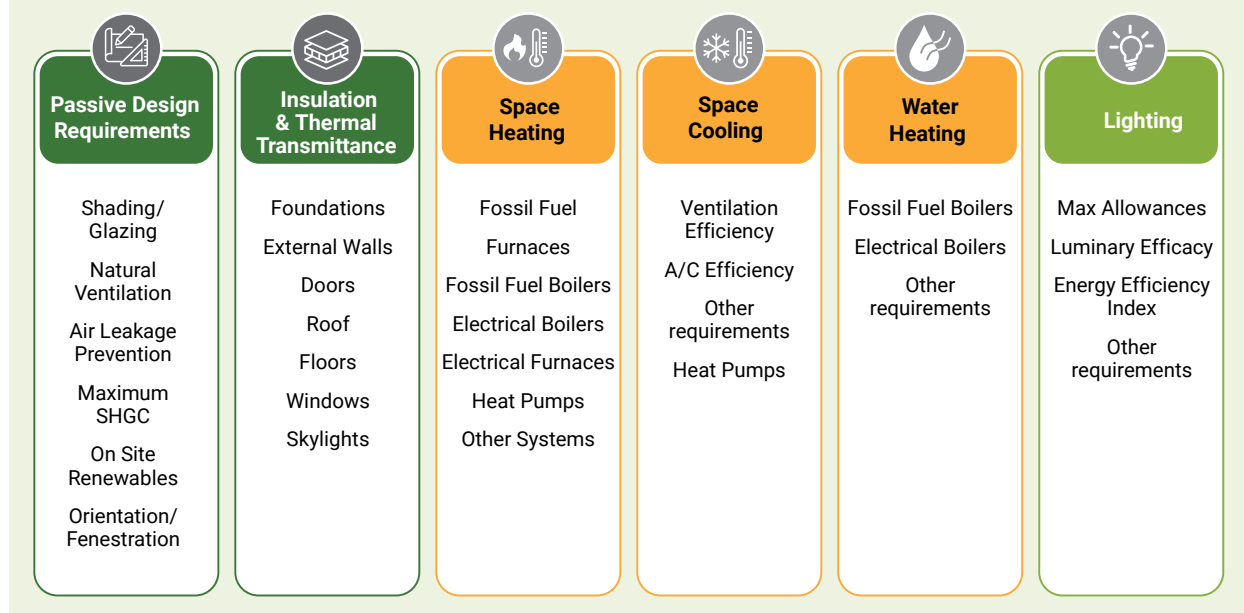 Passive Design
Requirements
Shading/
Glazing
Natural
Ventilation
Air Leakage
Prevention
Maximum
SHGC
On Site
Renewables
Orientation/
Fenestration
Insulation
& Thermal
Transmittance
Foundations
External Walls
Doors
Roof
Floors
Windows
Skylights
Space
Heating
Fossil Fuel
Furnaces
Fossil Fuel Boilers
Electrical Boilers
Electrical Furnaces
Heat Pumps
Other Systems
Space
Cooling
Ventilation
Efficiency
A/C Efficiency
Other
requirements
Heat Pumps
Water
Heating
Fossil Fuel Boilers
Electrical Boilers
Other
requirements
Lighting
Max Allowances
Luminary Efficacy
Energy Efficiency
Index
Other
requirements